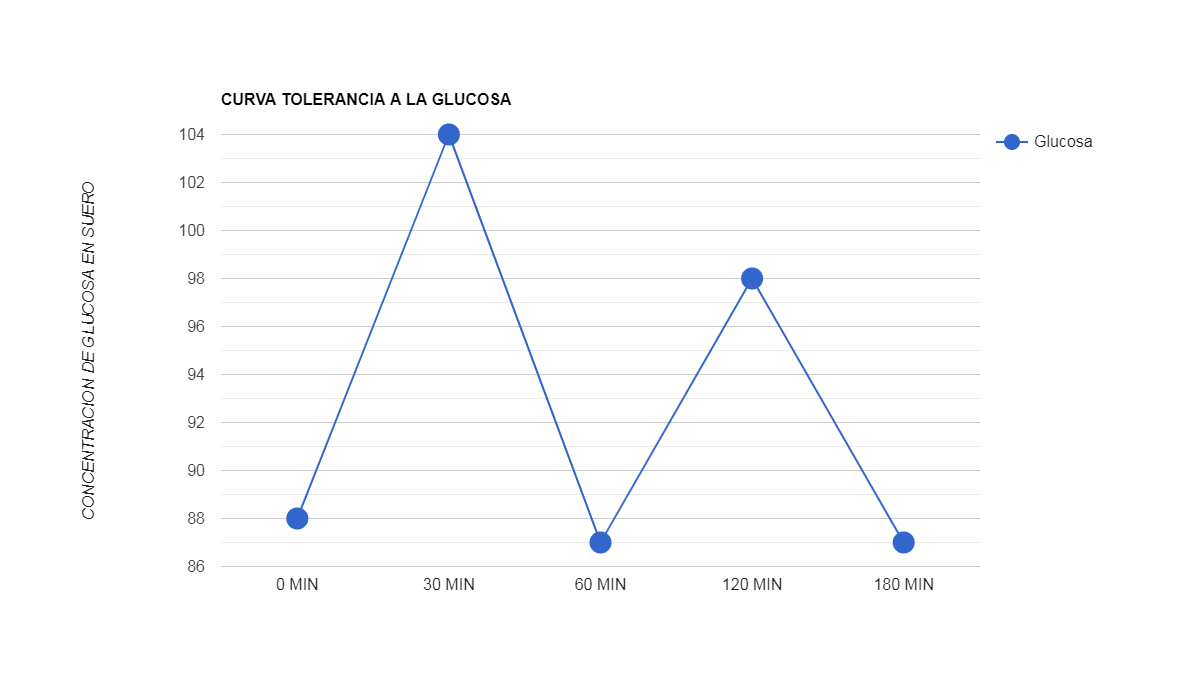 CURVA TOLERANCIA A LA GLUCOSA
CONCENTRACION DE GLUCOSA EN SUERO
104
102
100
98
96
94
92
90
88
86
0 MIN
30 MIN
60 MIN
120 MIN
180 MIN
Glucosa